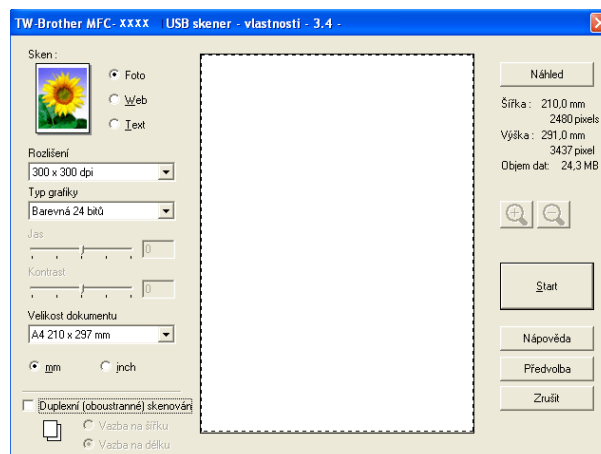 TW-Brother MFC-XXXX USB skener - vlastnosti - 3.4 -
Sken :
Foto
Web
Text
Rozlišení
300 x 300 dpi
Typ grafiky
Barevná 24 bitů
Jas
0
Kontrast
0
Velikost dokumentu
A4 210 x 297 mm
mm
inch
Duplexní (oboustranné) skenován
Vazba na šířku
Vazba na délku
Náhled
Šířka : 210,0 mm
2480 pixels
Výška : 291,0 mm
3437 pixel
Objem dat: 24,3 MB
Start
Nápověda
Předvolba
Zrušit